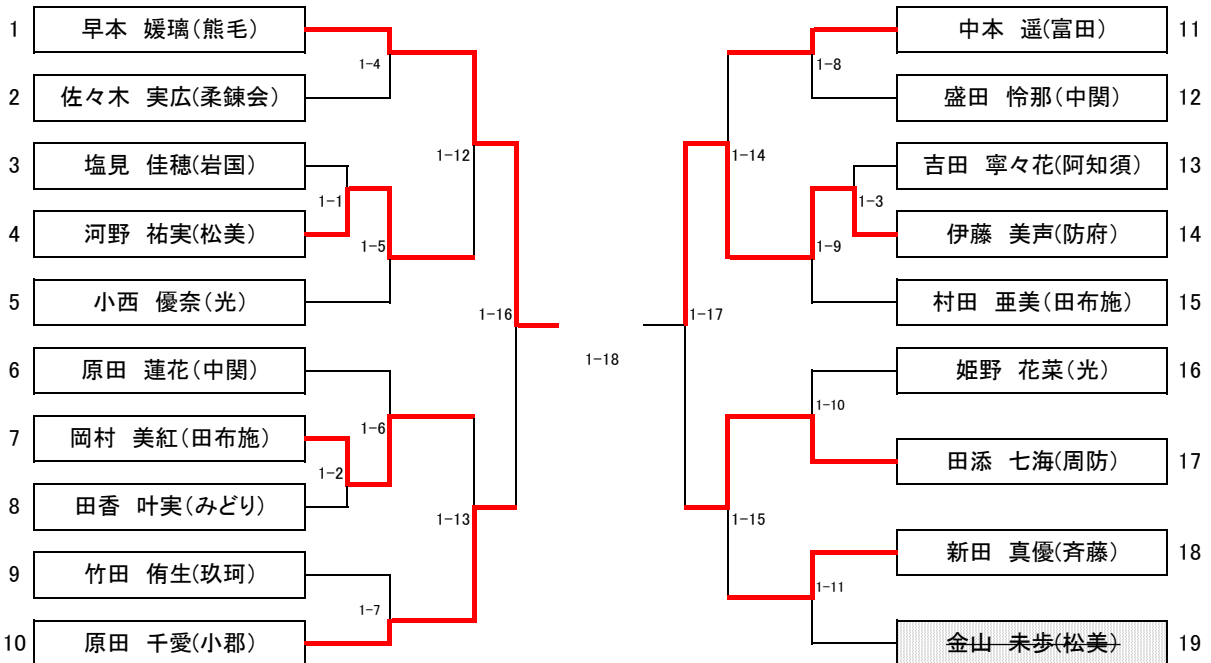 1 早本 媛璃(熊毛)
2 佐々木 実広(柔錬会)
3 塩見 佳穂(岩国)
4 河野 祐実(松美)
5 小西 優奈(光)
6 原田 蓮花(中関)
7 岡村 美紅(田布施)
8 田香 叶実(みどり)
9 竹田 侑生(玖珂)
10 原田 千愛(小郡)
1-4
1-12
1-1
1-5
1-16
1-6
1-2
1-13
1-7
1-18
1-8
1-14
1-3
1-9
1-17
1-10
1-15
1-11
中本 遥(富田) 11
盛田 怜那(中関) 12
吉田 寧々花(阿知須) 13
伊藤 美声(防府) 14
村田 亜美(田布施) 15
姫野 花菜(光) 16
田添 七海(周防) 17
新田 真優(斉藤) 18
金山 未歩(松美) 19